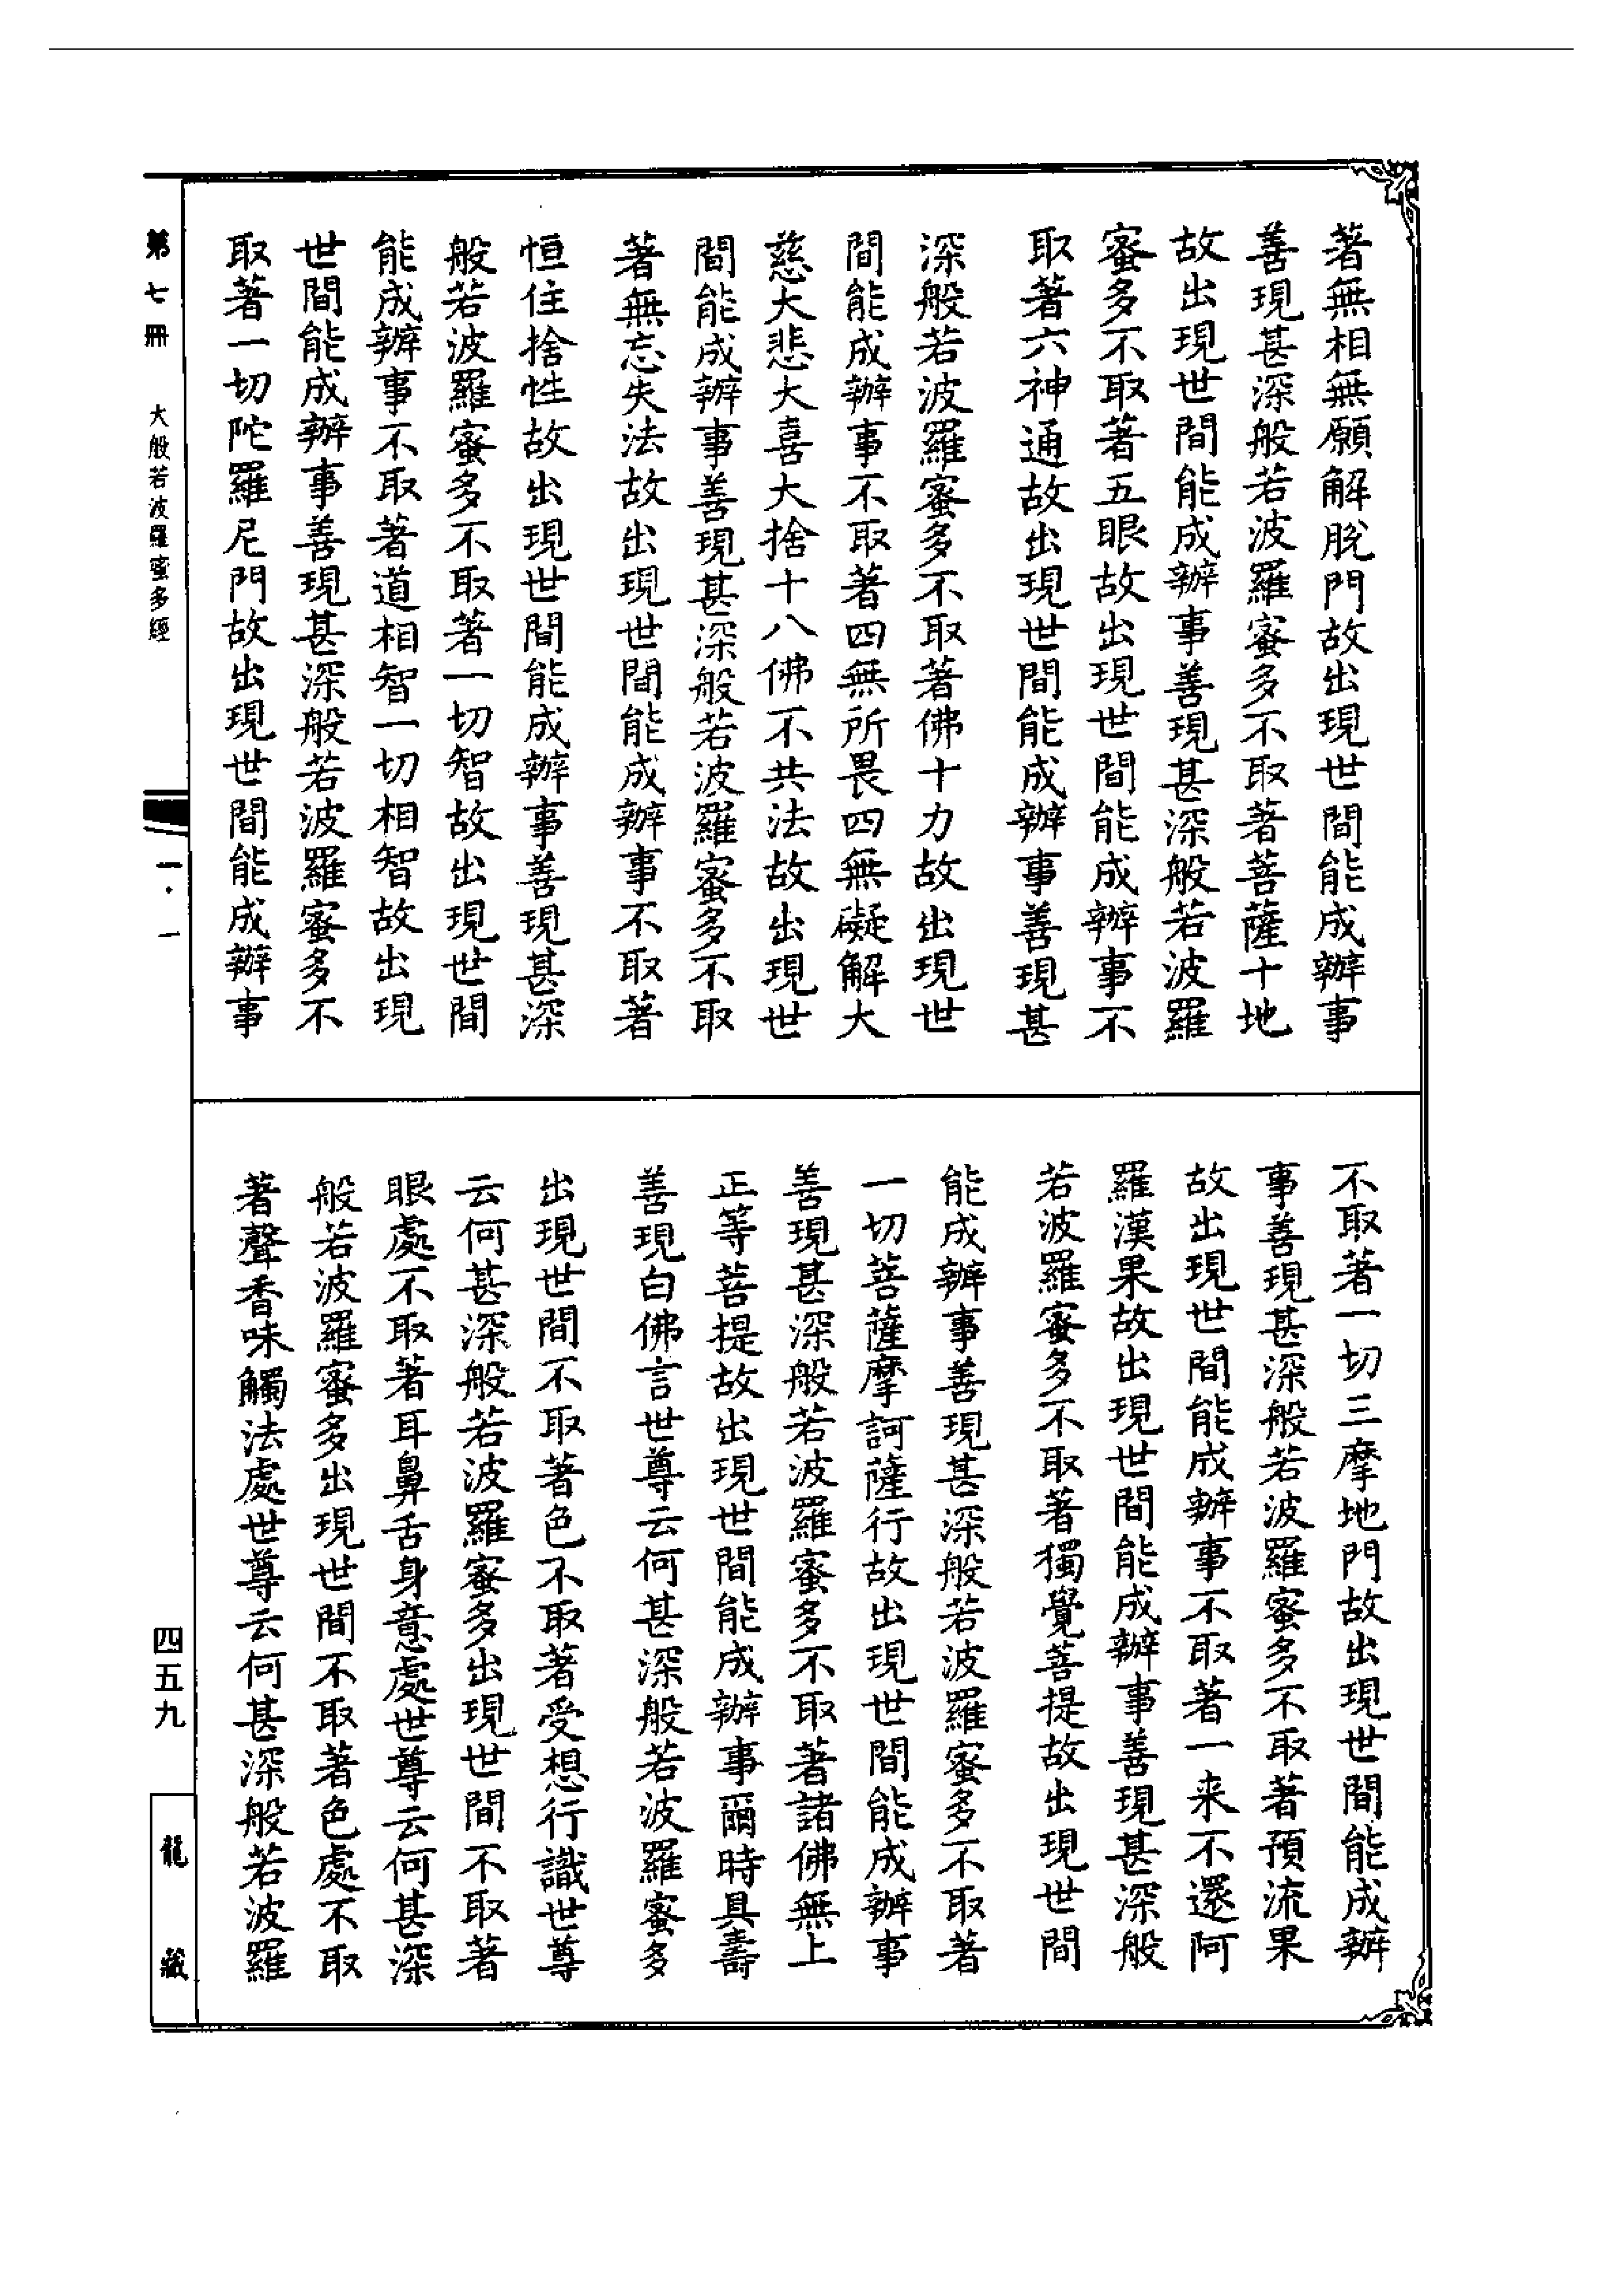 著無相無願解脫門故出現世間能成辦事
善現甚深般若波羅蜜多不取著菩薩十地
故出現世間能成辦事善現甚深般若波羅
蜜多不取著五眼故出現世間能成辦事不
取著六神通故出現世間能成辦事善現甚
深般若波羅蜜多不取著佛十力故出現世
間能成辦事不取著四無所畏四無礙解大
慈大悲大喜大捨十八佛不共法故出現世
間能成辦事善現甚深般若波羅蜜多不取
著無忘失法故出現世間能成辦事不取著
恒住捨性故出現世間能成辦事善現甚深
般若波羅蜜多不取著一切智故出現世間
能成辦事不取著道相智一切相智故出現
世間能成辦事善現甚深般若波羅蜜多不
取著一切陀羅尼門故出現世間能成辦事
不取著一切三摩地門故出現世間能成辦
事善現甚深般若波羅蜜多不取著預流果
故出現世間能成辦事不取著一来不還阿
羅漢果故出現世間能成辦事善現甚深般
若波羅蜜多不取著獨覺菩提故出現世間
能成辦事善現甚深般若波羅蜜多不取著
一切菩薩摩訶薩行故出現世間能成辦事
善現甚深般若波羅蜜多不取著諸佛無上
正等菩提故出現世間能成辦事爾時具壽
善現白佛言世尊云何甚深般若波羅蜜多
出現世間不取著色不取著受想行識世尊
云何甚深般若波羅蜜多出現世間不取著
眼處不取著耳鼻舌身意處世尊云何甚深
般若波羅蜜多出現世間不取著色處不取
著聲香味觸法處世尊云何甚深般若波羅
第七冊 大般若波羅蜜多經
一·一
四五九
龍藏